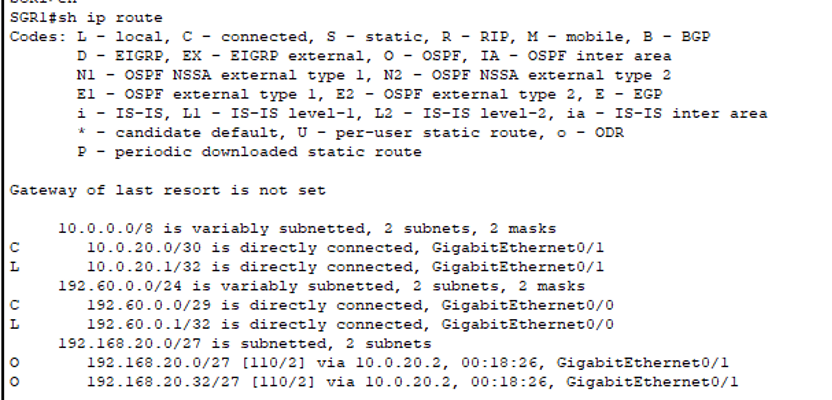 SGR1#sh ip route
Codes: L - local, C - connected, S - static, R - RIP, M - mobile, B - BGP
D - EIGRP, EX - EIGRP external, O - OSPF, IA - OSPF inter area
N1 - OSPF NSSA external type 1, N2 - OSPF NSSA external type 2
E1 - OSPF external type 1, E2 - OSPF external type 2, E - EGP
i - IS-IS, L1 - IS-IS level-1, L2 - IS-IS level-2, ia - IS-IS inter area
* - candidate default, U - per-user static route, o - ODR
P - periodic downloaded static route
Gateway of last resort is not set
10.0.0.0/8 is variably subnetted, 2 subnets, 2 masks
C 10.0.20.0/30 is directly connected, GigabitEthernet0/1
L 10.0.20.1/32 is directly connected, GigabitEthernet0/1
192.60.0.0/24 is variably subnetted, 2 subnets, 2 masks
C 192.60.0.0/29 is directly connected, GigabitEthernet0/0
L 192.60.0.1/32 is directly connected, GigabitEthernet0/0
192.168.20.0/27 is subnetted, 2 subnets
O 192.168.20.0/27 [110/2] via 10.0.20.2, 00:18:26, GigabitEthernet0/1
O 192.168.20.32/27 [110/2] via 10.0.20.2, 00:18:26, GigabitEthernet0/1